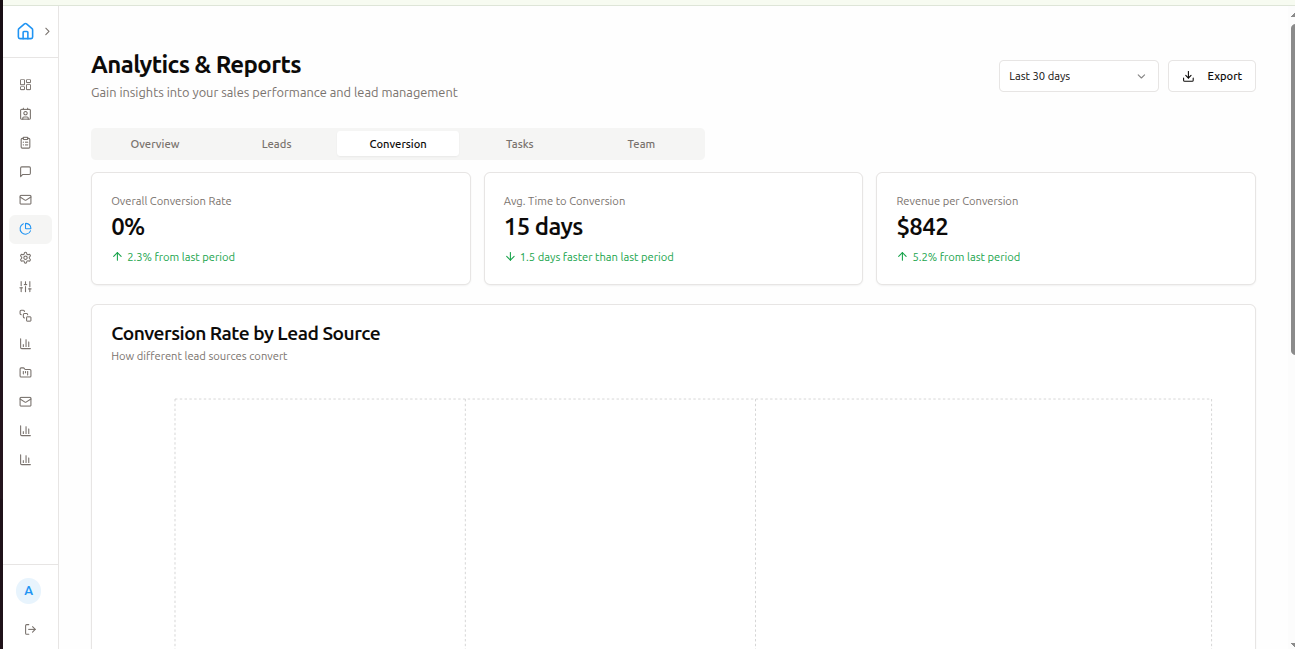 Analytics & Reports
Gain insights into your sales performance and lead management
Last 30 days
Export
Overview
Leads
Conversion
Tasks
Team
Overall Conversion Rate
0%
2.3% from last period
Avg. Time to Conversion
15 days
1.5 days faster than last period
Revenue per Conversion
$842
5.2% from last period
Conversion Rate by Lead Source
How different lead sources convert
A